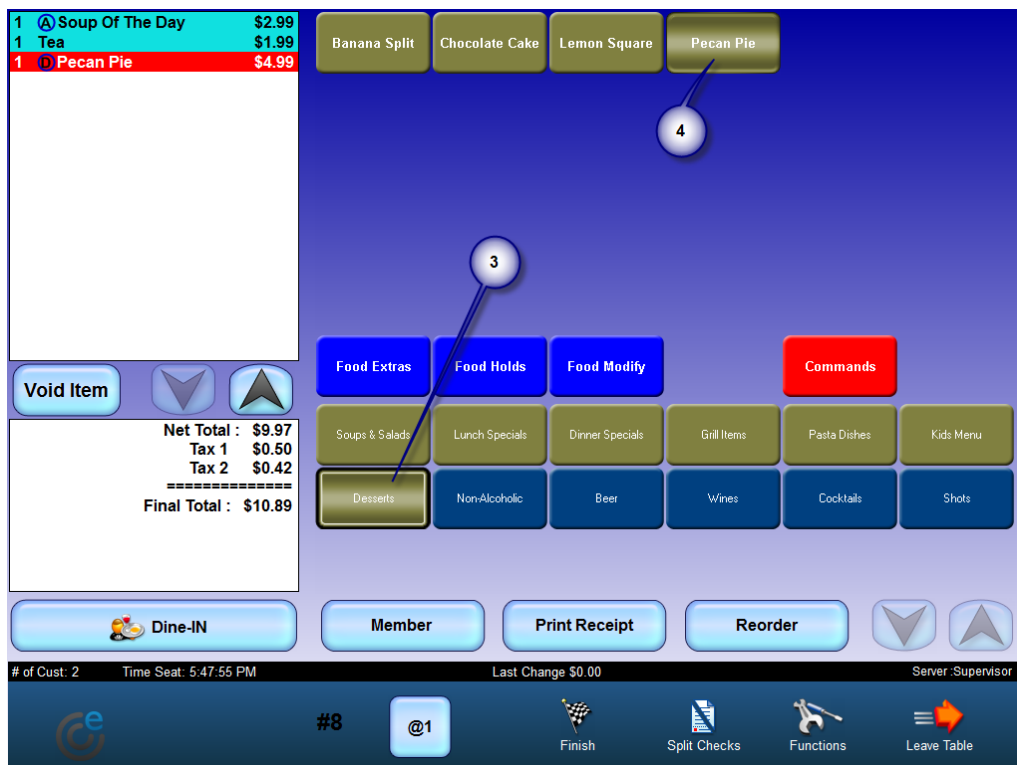 1 A Soup Of The Day $2.99
1 Tea $1.99
1 D Pecan Pie $4.99
Banana Split Chocolate Cake Lemon Square Pecan Pie
4
3
Food Extras Food Holds Food Modify Commands
Void Item
Soups & Salads Lunch Specials Dinner Specials Grill Items Pasta Dishes Kids Menu
Net Total : $9.97
Tax 1 $0.50
Tax 2 $0.42
==============
Final Total : $10.89
Desserts Non-Alcoholic Beer Wines Cocktails Shots
Dine-IN Member Print Receipt Reorder
# of Cust: 2 Time Seat: 5:47:55 PM Last Change $0.00 Server :Supervisor
e #8 @1
Finish Split Checks Functions Leave Table